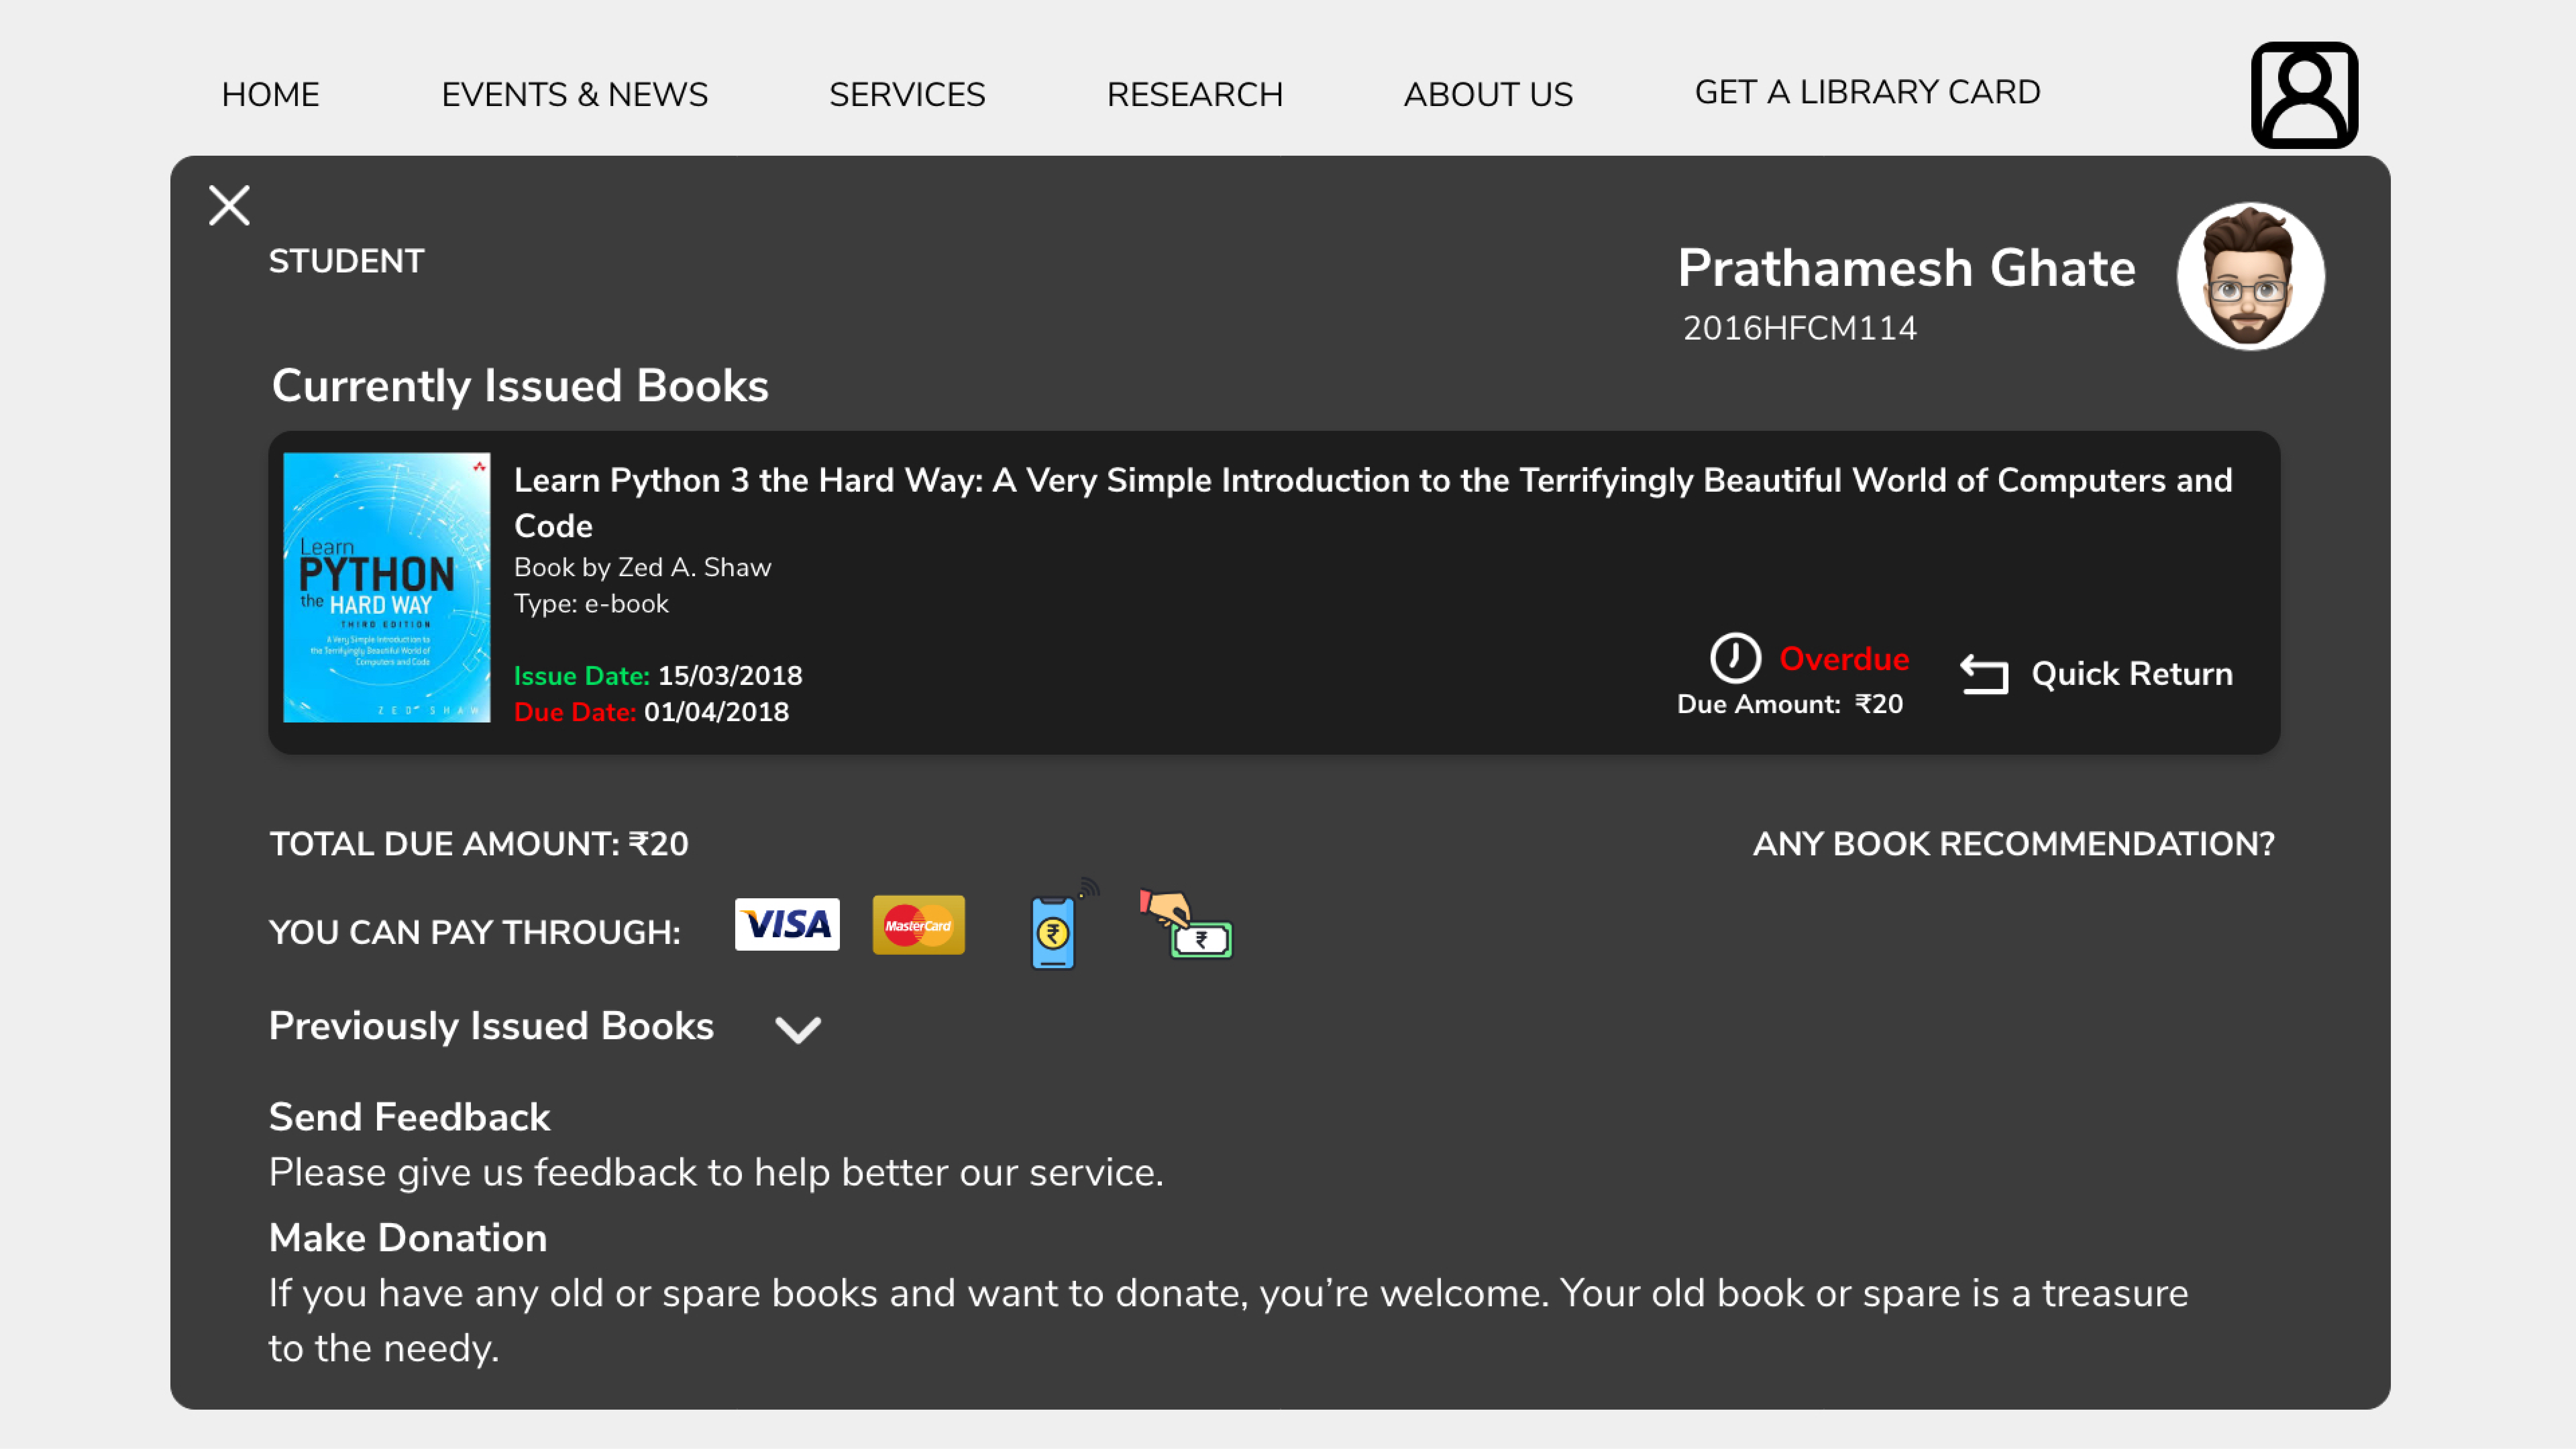 HOME EVENTS & NEWS SERVICES RESEARCH ABOUT US GET A LIBRARY CARD
STUDENT
Prathamesh Ghate
2016HFCM114
Currently Issued Books
Learn
PYTHON
the HARD WAY
THIRD EDITION
A Very Simple Introduction to
the Terrifyingly Beautiful World of
Computers and Code
ZED SHAW
Learn Python 3 the Hard Way: A Very Simple Introduction to the Terrifyingly Beautiful World of Computers and
Code
Book by Zed A. Shaw
Type: e-book
Issue Date: 15/03/2018
Due Date: 01/04/2018
Overdue
Due Amount: ₹20
Quick Return
TOTAL DUE AMOUNT: ₹20
ANY BOOK RECOMMENDATION?
YOU CAN PAY THROUGH: VISA MasterCard ₹ ₹
Previously Issued Books
Send Feedback
Please give us feedback to help better our service.
Make Donation
If you have any old or spare books and want to donate, you’re welcome. Your old book or spare is a treasure
to the needy.